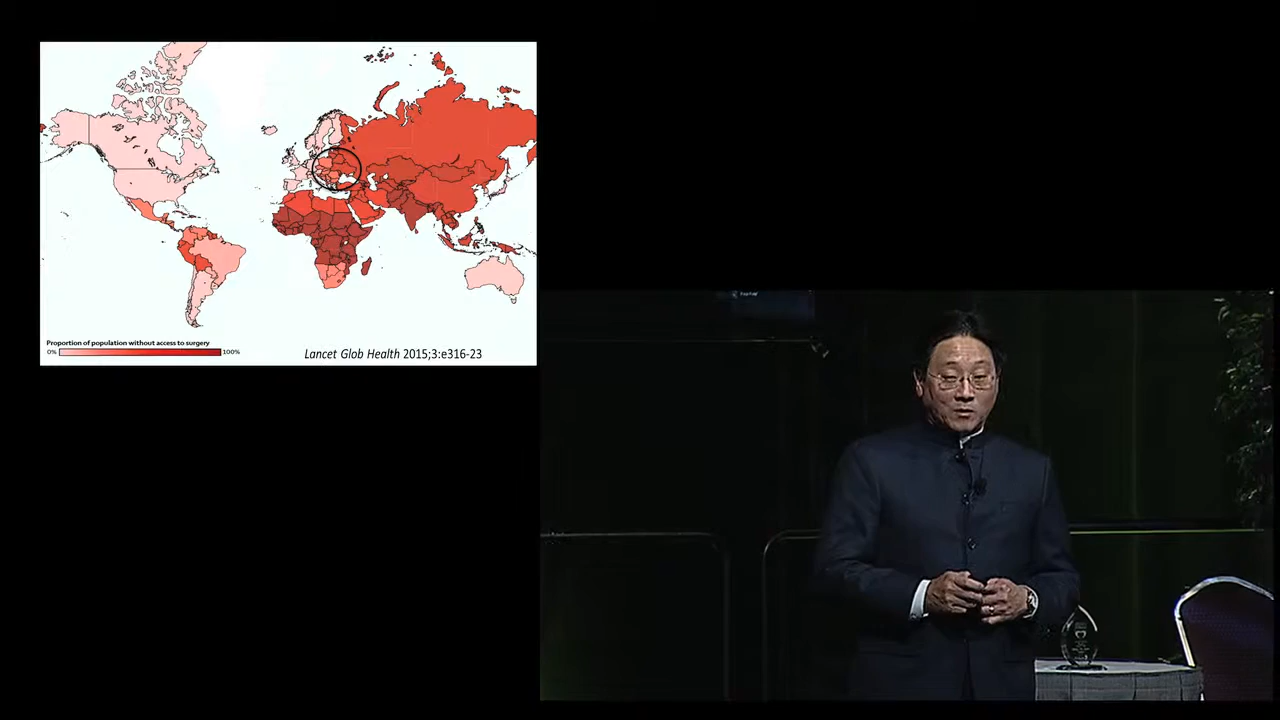 Proportion of population without access to surgery
0% 100%
Lancet Glob Health 2015;3:e316-23